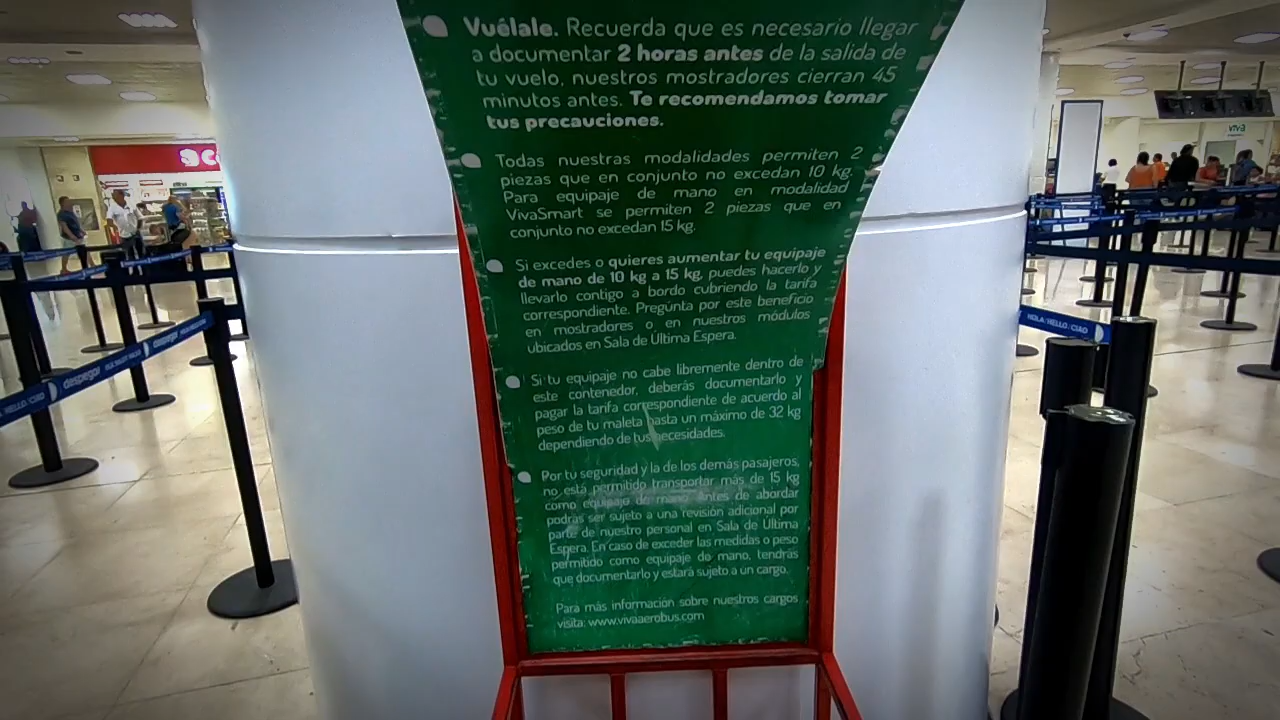 Vuélale. Recuerda que es necesario llegar
a documentar 2 horas antes de la salida de
tu vuelo, nuestros mostradores cierran 45
minutos antes. Te recomendamos tomar
tus precauciones.
Todas nuestras modalidades permiten 2
piezas que en conjunto no excedan 10 kg.
Para equipaje de mano en modalidad
VivaSmart se permiten 2 piezas que en
conjunto no excedan 15 kg.
Si excedes o quieres aumentar tu equipaje
de mano de 10 kg a 15 kg, puedes hacerlo y
llevarlo contigo a bordo cubriendo la tarifa
correspondiente. Pregúnta por este beneficio
en mostradores o en nuestros módulos
ubicados en Sala de Última Espera.
Si tu equipaje no cabe libremente dentro de
este contenedor, deberás documentarlo y
pagar la tarifa correspondiente de acuerdo al
peso de tu maleta hasta un máximo de 32 kg
dependiendo de tus necesidades.
Por tu seguridad y la de los demás pasajeros,
no está permitido transportar más de 15 kg
como equipaje de mano. Antes de abordar
podrás ser sujeto a una revisión adicional por
parte de nuestro personal en Sala de Última
Espera. En caso de exceder las medidas o peso
permitido como equipaje de mano, tendrás
que documentarlo y estará sujeto a un cargo.
Para más información sobre nuestros cargos
visita: www.vivaaerobus.com
despegar
HOLA/HELLO/CIAO
viva